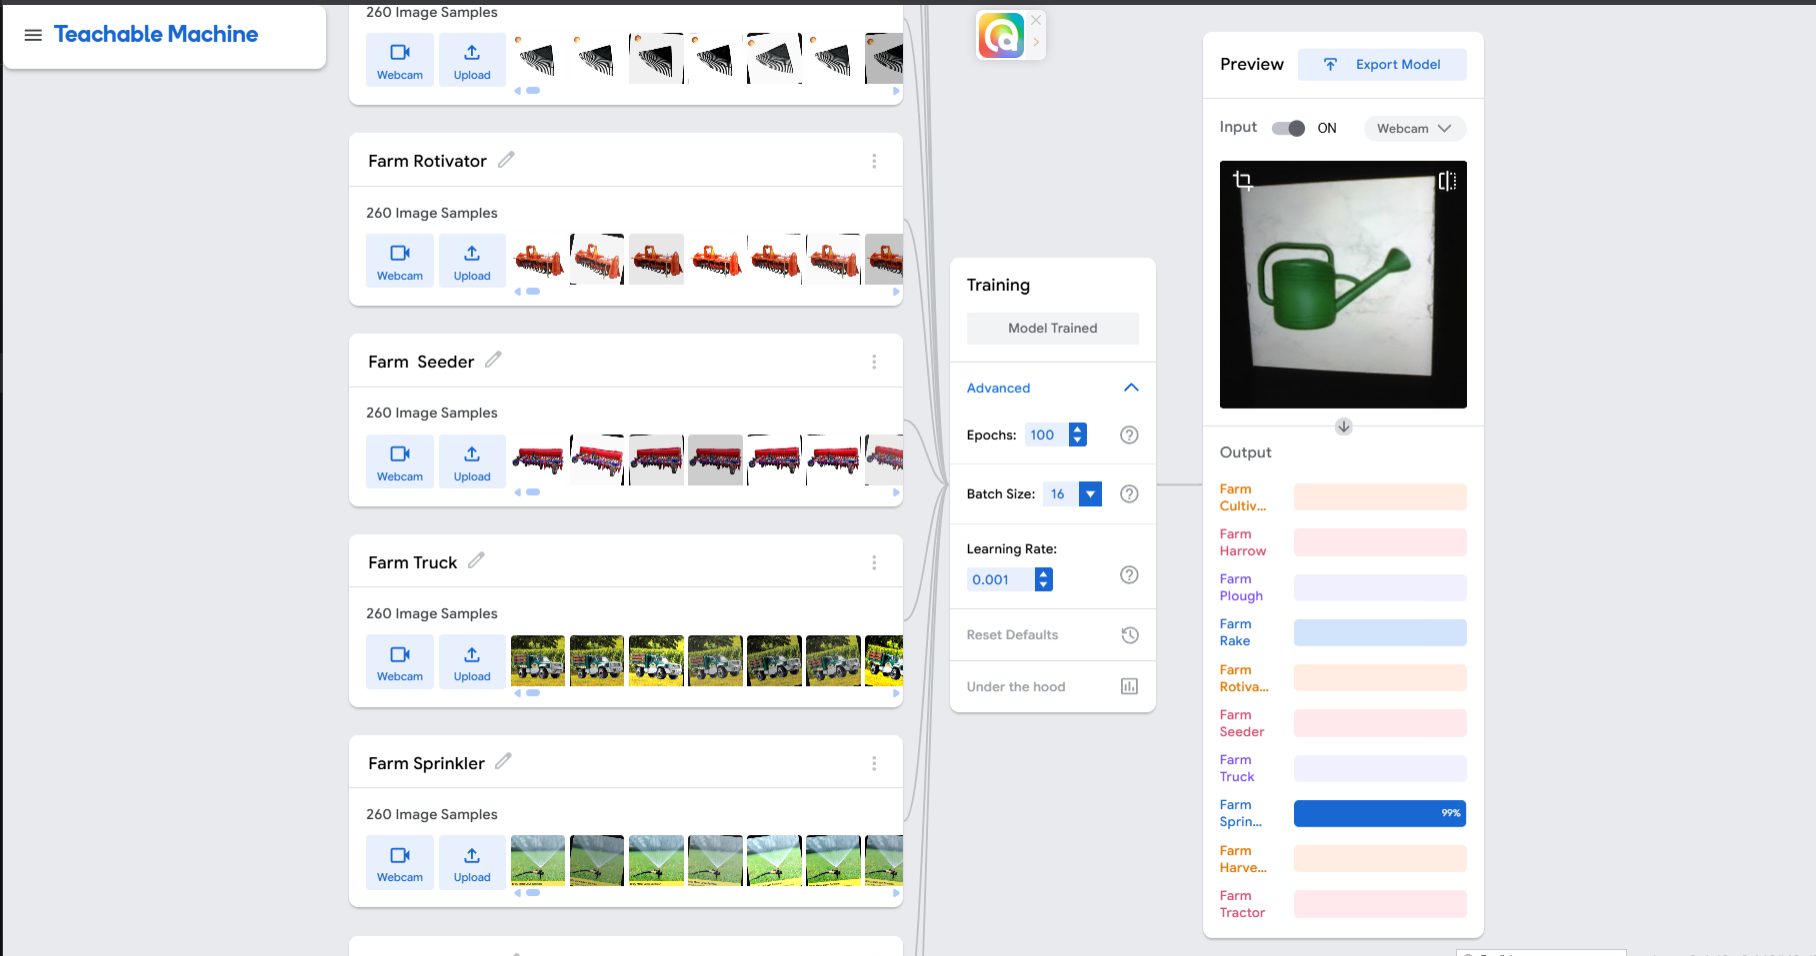 Teachable Machine
260 Image Samples
Webcam
Upload
Farm Rotivator
260 Image Samples
Webcam
Upload
Farm Seeder
260 Image Samples
Webcam
Upload
Farm Truck
260 Image Samples
Webcam
Upload
Farm Sprinkler
260 Image Samples
Webcam
Upload
Training
Model Trained
Advanced
Epochs: 100
Batch Size: 16
Learning Rate:
0.001
Reset Defaults
Under the hood
Preview
Export Model
Input ON Webcam
Output
Farm
Cultiv...
Farm
Harrow
Farm
Plough
Farm
Rake
Farm
Rotiva...
Farm
Seeder
Farm
Truck
Farm
Sprin...
99%
Farm
Harve...
Farm
Tractor